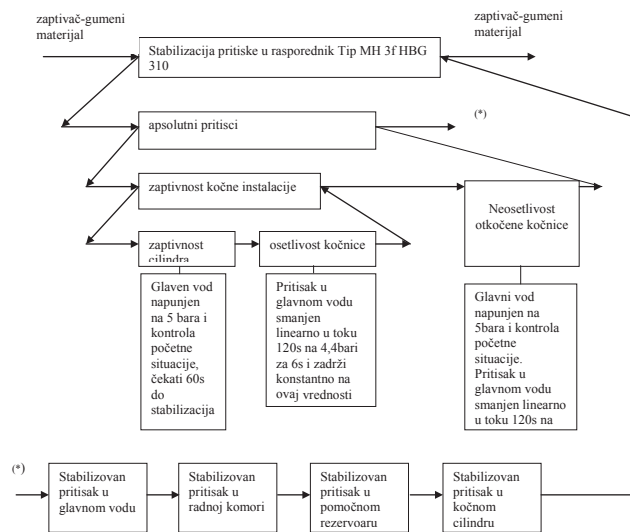 zaptivač-gumeni
materijal
zaptivač-gumeni
materijal
Stabilizacija pritiske u rasporednik Tip MH 3f HBG
310
apsolutni pritisci
(*)
zaptivnost kočne instalacije
Neosetlivost
otkočene kočnice
zaptivnost
cilindra
osetlivost kočnice
Glaven vod
napunjen
na 5 bara i
kontrola
početne
situacije,
čekati 60s
do
stabilizacija
Pritisak u
glavnom vodu
smanjen
linearno u toku
120s na 4,4bari
za 6s i zadrži
konstantno na
ovaj vrednosti
Glavni vod
napunjen na
5bara i kontrola
početne
situacije.
Pritisak u
glavnom vodu
smanjen linearno
u toku 120s na
(*)
Stabilizovan
pritisak u
glavnom vodu
Stabilizovan
pritisak u
radnoj komori
Stabilizovan
pritisak u
pomočnom
rezervoaru
Stabilizovan
pritisak u
kočnom
cilindru